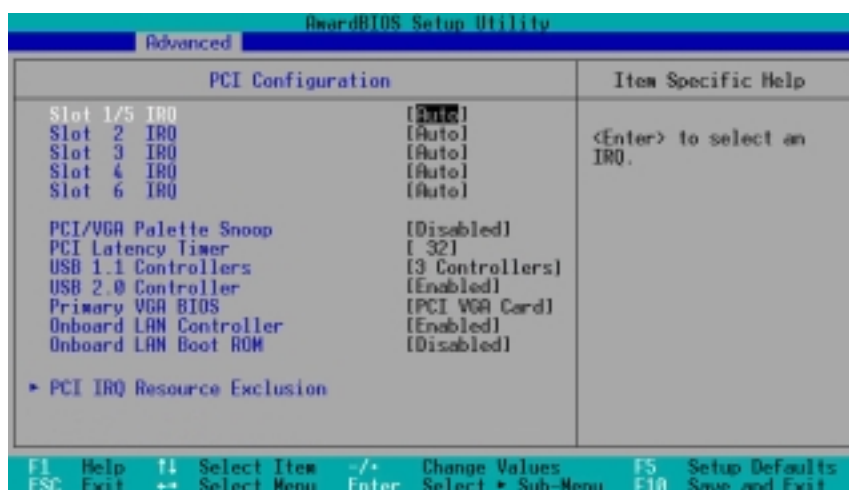 AwardBIOS Setup Utility
Advanced
PCI Configuration
Item Specific Help
Slot 1/5 IRQ [Auto]
Slot 2 IRQ [Auto]
Slot 3 IRQ [Auto]
Slot 4 IRQ [Auto]
Slot 6 IRQ [Auto]
<Enter> to select an
IRQ.
PCI/VGA Palette Snoop [Disabled]
PCI Latency Timer [ 32]
USB 1.1 Controllers [3 Controllers]
USB 2.0 Controller [Enabled]
Primary VGA BIOS [PCI VGA Card]
Onboard LAN Controller [Enabled]
Onboard LAN Boot ROM [Disabled]
► PCI IRQ Resource Exclusion
F1 Help ↑↓ Select Item -/+ Change Values F5 Setup Defaults
ESC Exit ←→ Select Menu Enter Select ► Sub-Menu F10 Save and Exit